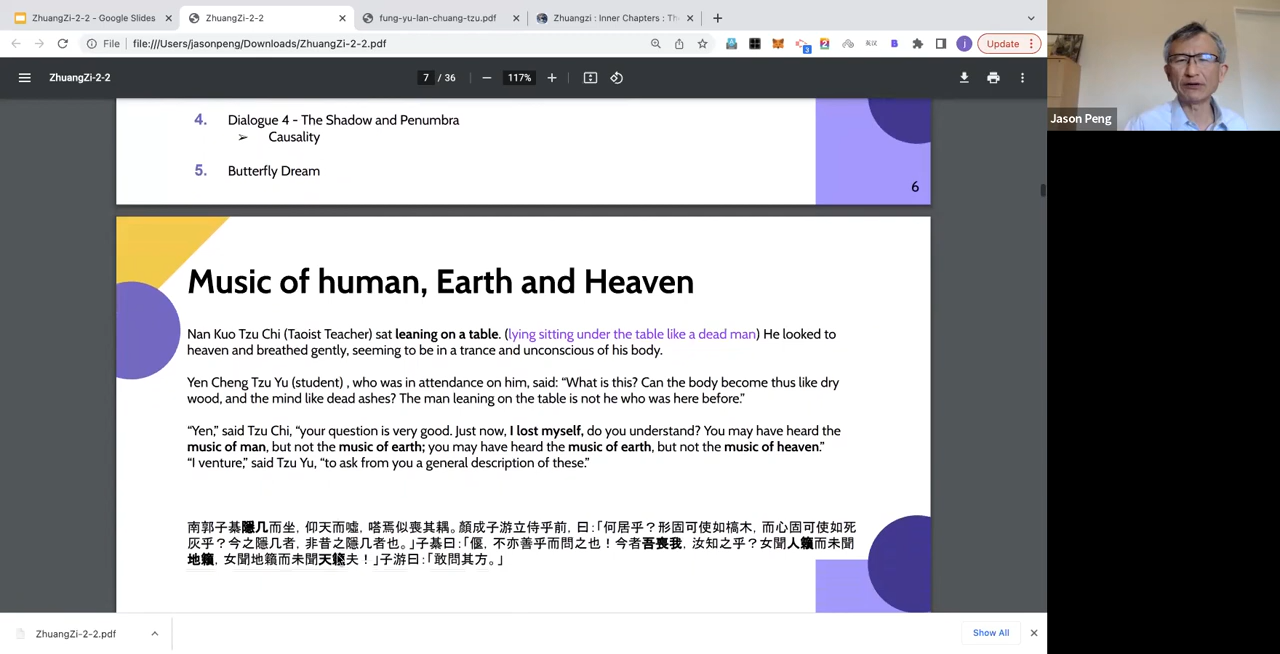 ZhuangZi-2-2 - Google Slides
ZhuangZi-2-2
fung-yu-lan-chuang-tzu.pdf
Zhuangzi : Inner Chapters : Th
File file:///Users/jasonpeng/Downloads/ZhuangZi-2-2.pdf
Update
ZhuangZi-2-2
7 / 36
117%
Jason Peng
4. Dialogue 4 - The Shadow and Penumbra
➢ Causality
5. Butterfly Dream
6
Music of human, Earth and Heaven
Nan Kuo Tzu Chi (Taoist Teacher) sat leaning on a table. (lying sitting under the table like a dead man) He looked to
heaven and breathed gently, seeming to be in a trance and unconscious of his body.
Yen Cheng Tzu Yu (student) , who was in attendance on him, said: “What is this? Can the body become thus like dry
wood, and the mind like dead ashes? The man leaning on the table is not he who was here before.”
“Yen,” said Tzu Chi, “your question is very good. Just now, I lost myself, do you understand? You may have heard the
music of man, but not the music of earth; you may have heard the music of earth, but not the music of heaven.”
“I venture,” said Tzu Yu, “to ask from you a general description of these.”
南郭子綦隱几而坐，仰天而噓，嗒焉似喪其耦。顏成子游立侍乎前，曰：「何居乎？形固可使如槁木，而心固可使如死
灰乎？今之隱几者，非昔之隱几者也。」子綦曰：「偃，不亦善乎而問之也！今者吾喪我，汝知之乎？女聞人籟而未聞
地籟，女聞地籟而未聞天籟夫！」子游曰：「敢問其方。」
ZhuangZi-2-2.pdf
Show All